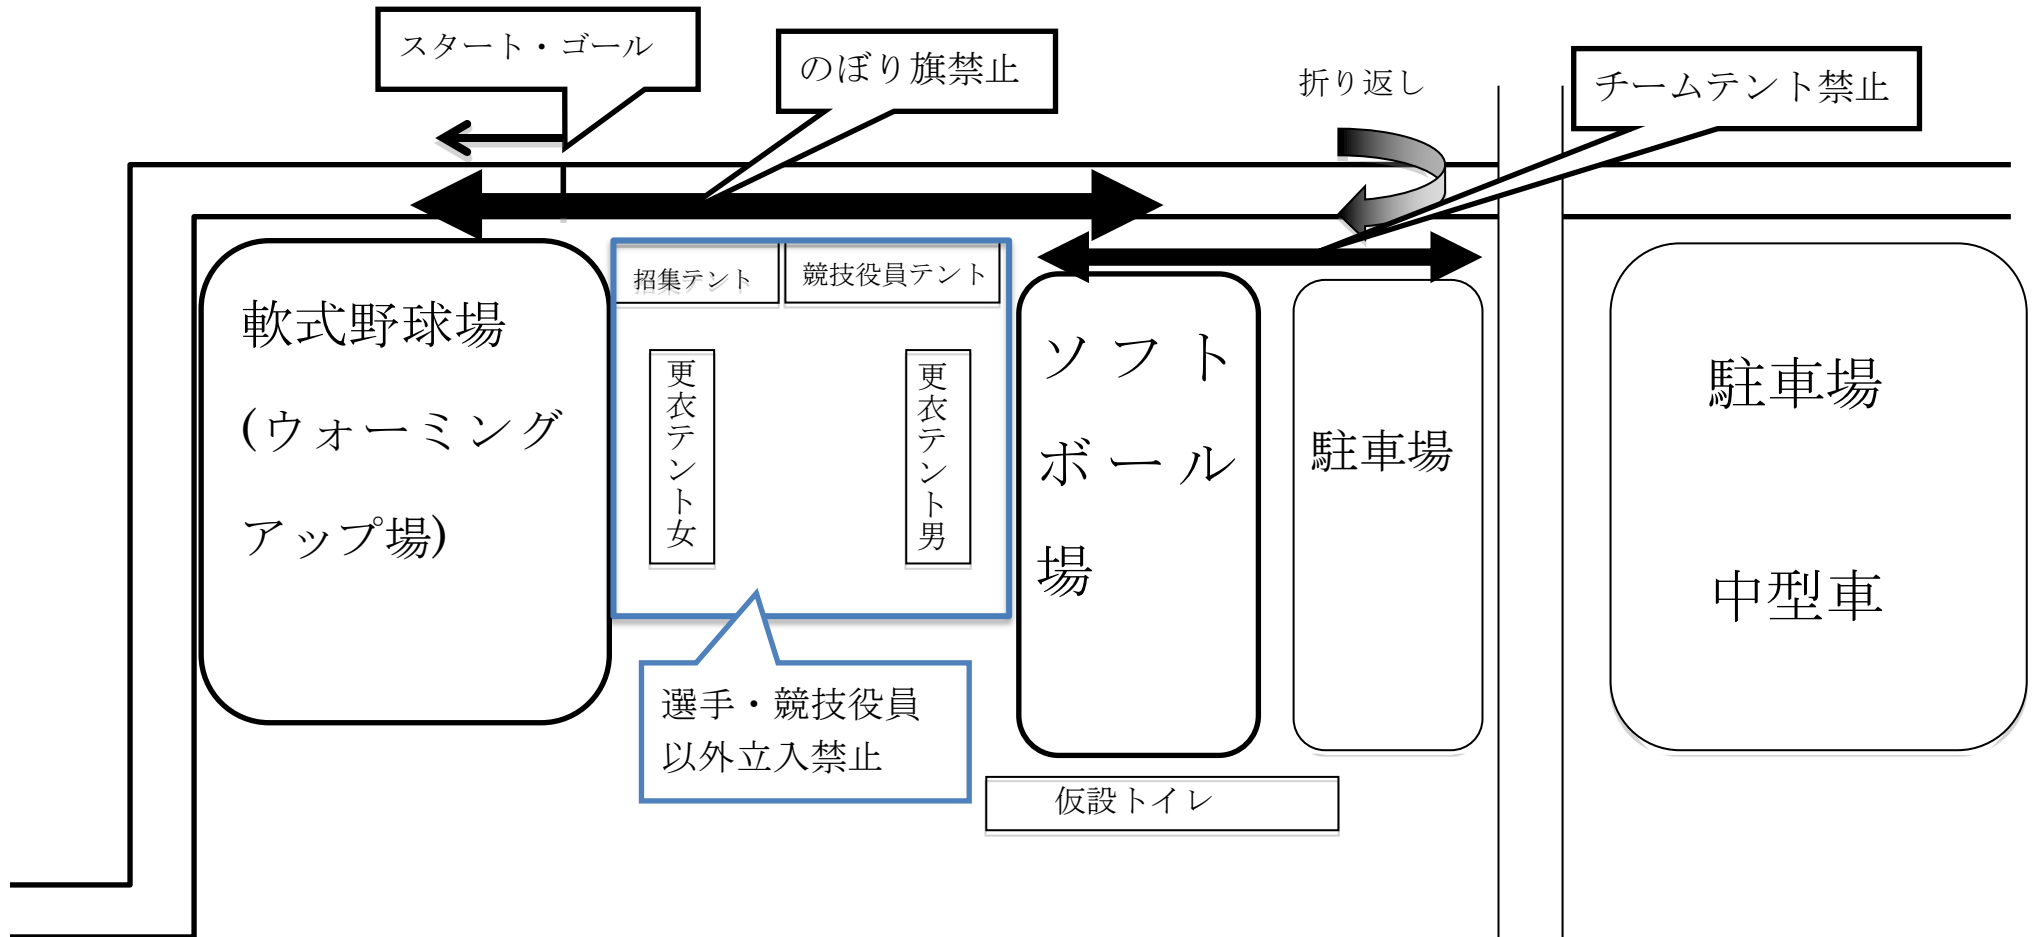 スタート・ゴール
のぼり旗禁止
折り返し
チームテント禁止
招集テント
競技役員テント
軟式野球場
(ウォーミング
アップ場)
更衣テント女
更衣テント男
ソフト
ボール
場
駐車場
駐車場
中型車
選手・競技役員
以外立入禁止
仮設トイレ